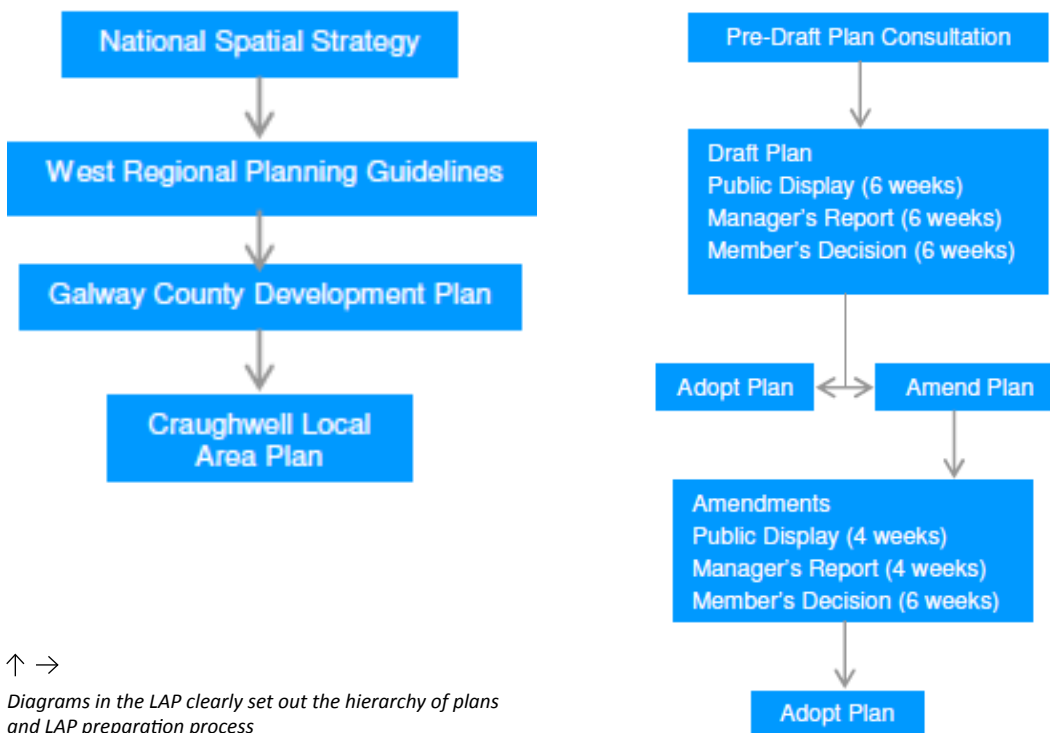 National Spatial Strategy
West Regional Planning Guidelines
Galway County Development Plan
Craughwell Local
Area Plan
↑ →
Diagrams in the LAP clearly set out the hierarchy of plans
and LAP preparation process
Pre-Draft Plan Consultation
Draft Plan
Public Display (6 weeks)
Manager's Report (6 weeks)
Member's Decision (6 weeks)
Adopt Plan
Amend Plan
Amendments
Public Display (4 weeks)
Manager's Report (4 weeks)
Member's Decision (6 weeks)
Adopt Plan